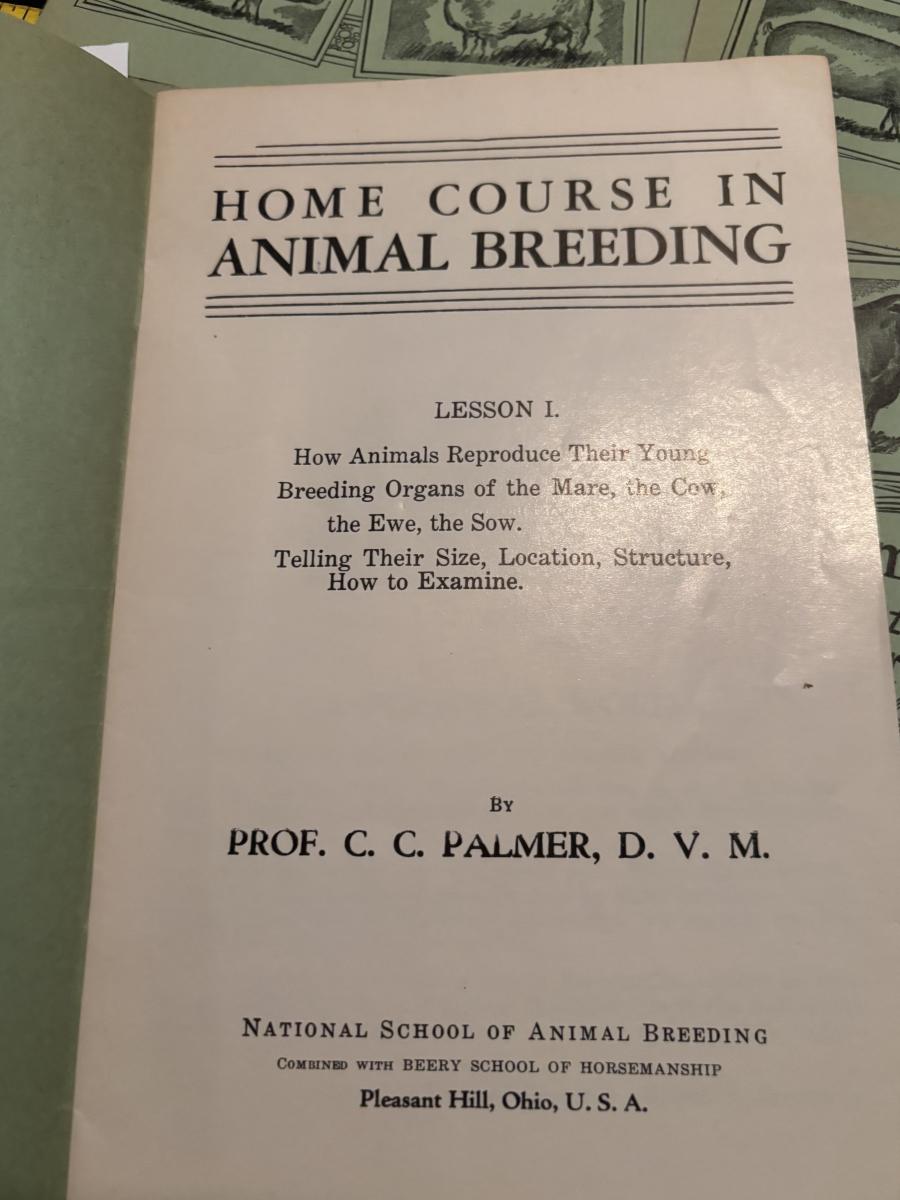 HOME COURSE IN
ANIMAL BREEDING
LESSON I.
How Animals Reproduce Their Young
Breeding Organs of the Mare, the Cow,
the Ewe, the Sow.
Telling Their Size, Location, Structure,
How to Examine.
BY
PROF. C. C. PALMER, D. V. M.
NATIONAL SCHOOL OF ANIMAL BREEDING
COMBINED WITH BEERY SCHOOL OF HORSEMANSHIP
Pleasant Hill, Ohio, U. S. A.